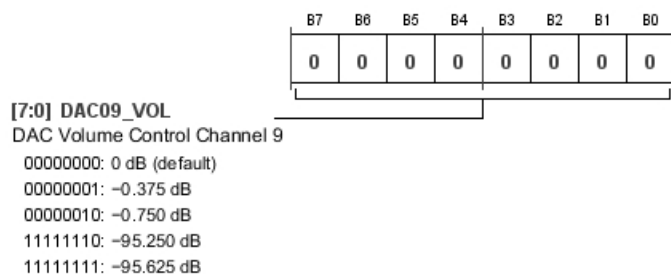 B7 B6 B5 B4 B3 B2 B1 B0
0 0 0 0 0 0 0 0
[7:0] DAC09_VOL
DAC Volume Control Channel 9
00000000: 0 dB (default)
00000001: −0.375 dB
00000010: −0.750 dB
11111110: −95.250 dB
11111111: −95.625 dB